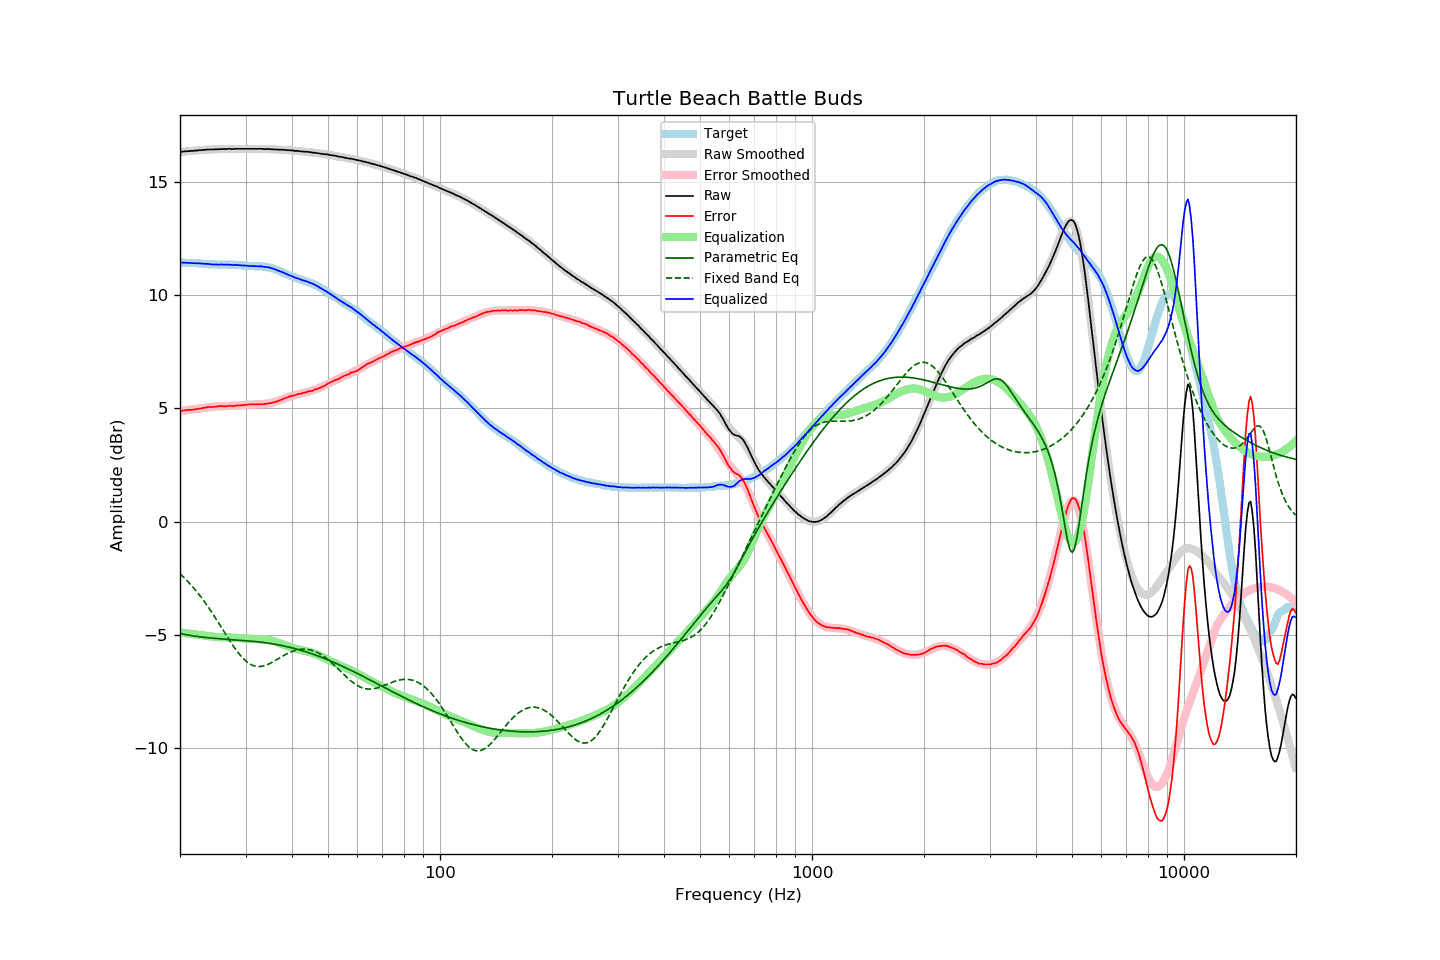 Turtle Beach Battle Buds
Target
Raw Smoothed
Error Smoothed
Raw
Error
Equalization
Parametric Eq
Fixed Band Eq
Equalized
15
10
5
0
−5
−10
Amplitude (dBr)
100
1000
10000
Frequency (Hz)